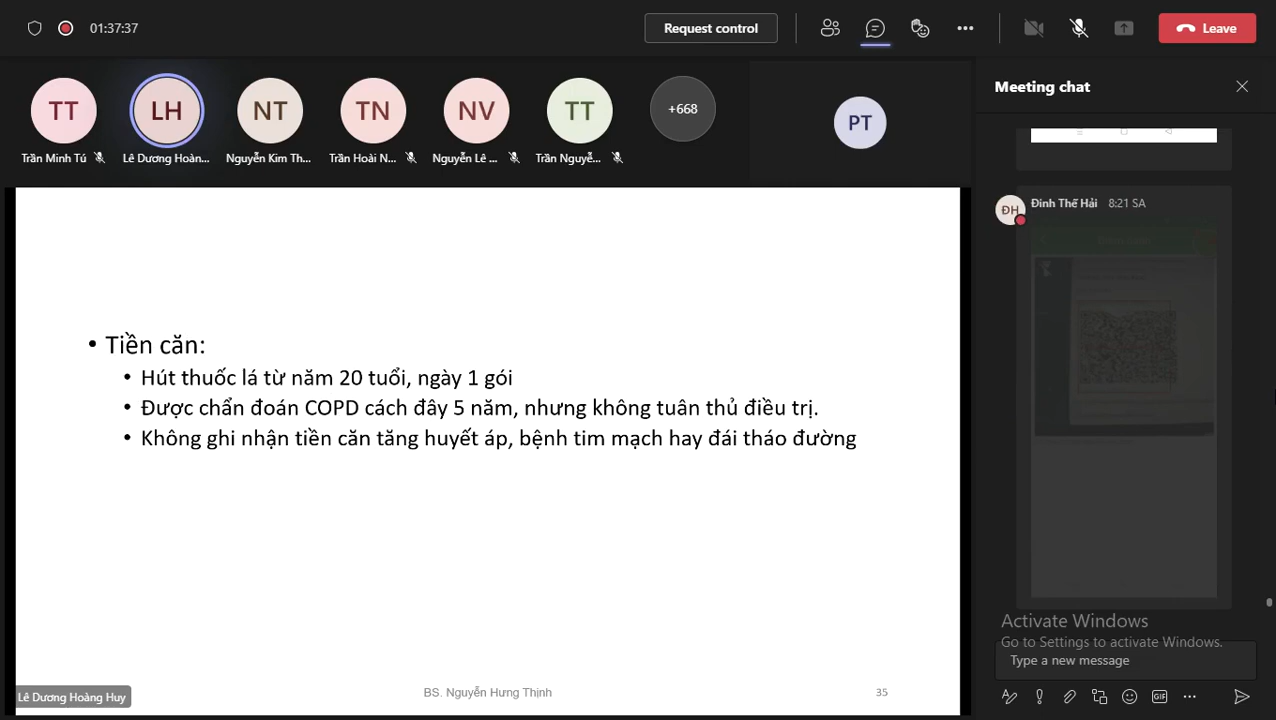 01:37:37
Request control
Leave
TT
LH
NT
TN
NV
TT
+668
PT
Trần Minh Tú
Lê Dương Hoàn...
Nguyễn Kim Th...
Trần Hoài N...
Nguyễn Lê ...
Trần Nguyễ...
Meeting chat
ĐH
Đinh Thế Hải 8:21 SA
• Tiền căn:
• Hút thuốc lá từ năm 20 tuổi, ngày 1 gói
• Được chẩn đoán COPD cách đây 5 năm, nhưng không tuân thủ điều trị.
• Không ghi nhận tiền căn tăng huyết áp, bệnh tim mạch hay đái tháo đường
Lê Dương Hoàng Huy
BS. Nguyễn Hưng Thịnh
35
Activate Windows
Go to Settings to activate Windows.
Type a new message
GIF